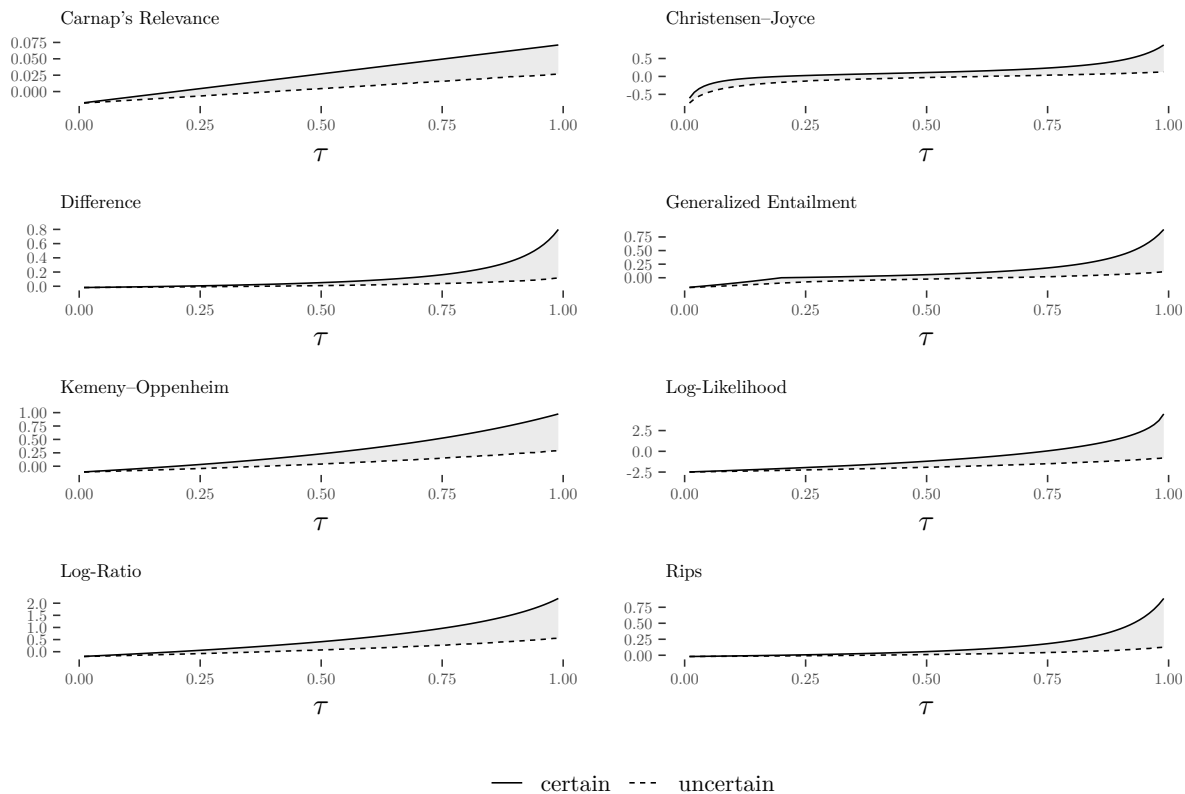 Carnap's Relevance
0.075
0.050
0.025
0.000
0.00 0.25 0.50 0.75 1.00
τ
Christensen–Joyce
0.5
0.0
-0.5
0.00 0.25 0.50 0.75 1.00
τ
Difference
0.8
0.6
0.4
0.2
0.0
0.00 0.25 0.50 0.75 1.00
τ
Generalized Entailment
0.75
0.50
0.25
0.00
0.00 0.25 0.50 0.75 1.00
τ
Kemeny–Oppenheim
1.00
0.75
0.50
0.25
0.00
0.00 0.25 0.50 0.75 1.00
τ
Log-Likelihood
2.5
0.0
-2.5
0.00 0.25 0.50 0.75 1.00
τ
Log-Ratio
2.0
1.5
1.0
0.5
0.0
0.00 0.25 0.50 0.75 1.00
τ
Rips
0.75
0.50
0.25
0.00
0.00 0.25 0.50 0.75 1.00
τ
certain uncertain